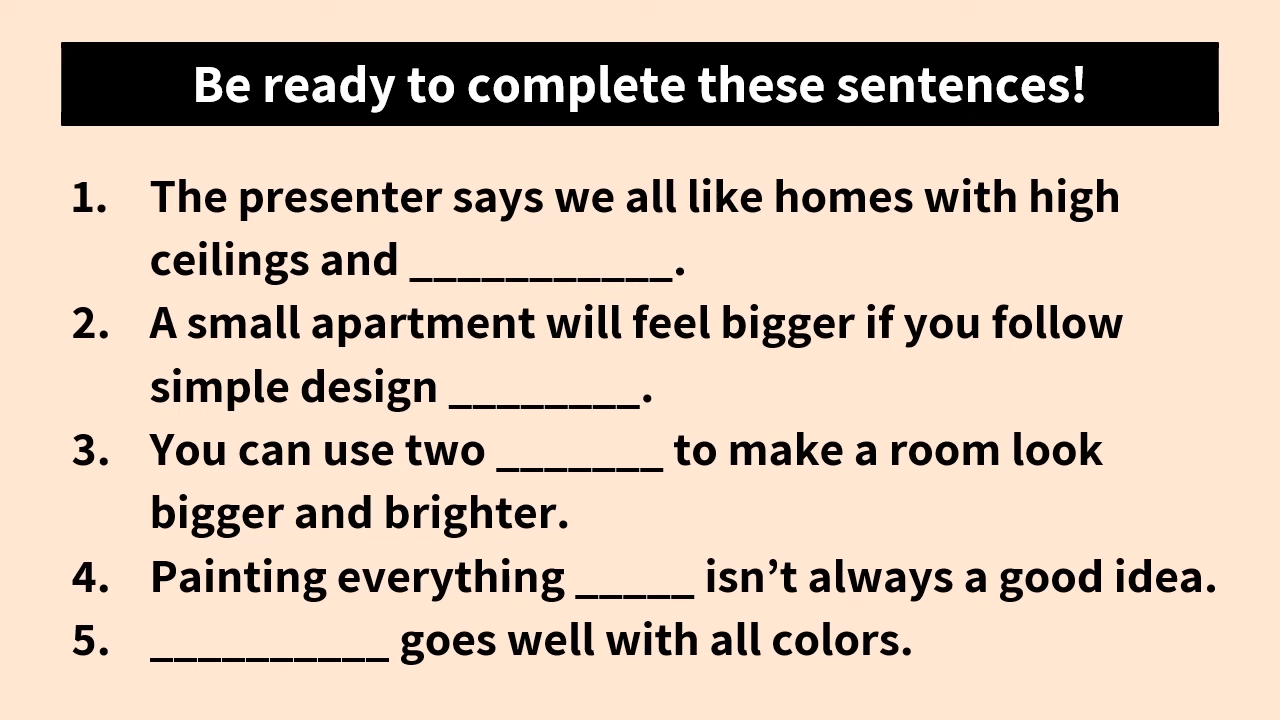 Be ready to complete these sentences!
1. The presenter says we all like homes with high
ceilings and ___________.
2. A small apartment will feel bigger if you follow
simple design ________.
3. You can use two _______ to make a room look
bigger and brighter.
4. Painting everything _____ isn’t always a good idea.
5. __________ goes well with all colors.